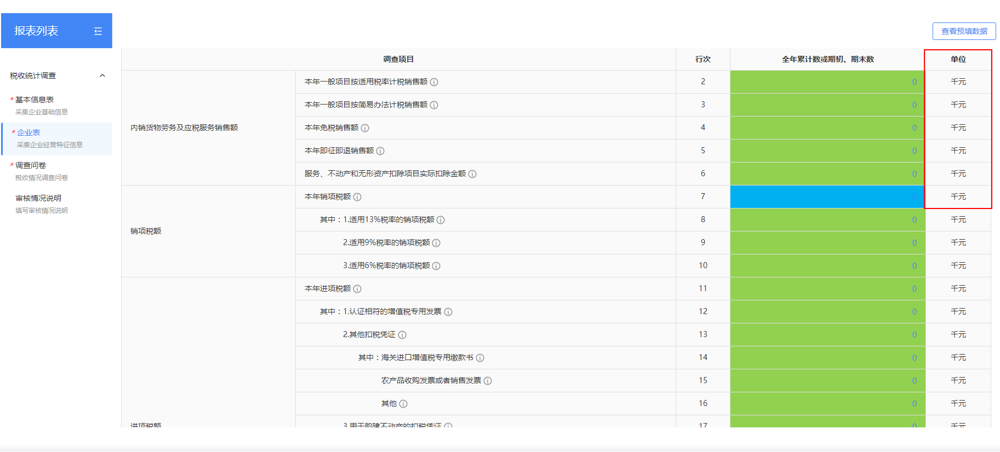 报表列表
查看预填数据
税收统计调查
* 基本信息表
采集企业基础信息
* 企业表
采集企业经营特征信息
* 调查问卷
税收情况调查问卷
审核情况说明
填写审核情况说明
调查项目 行次 全年累计数或期初、期末数 单位
内销货物劳务及应税服务销售额
本年一般项目按适用税率计税销售额 2 0 千元
本年一般项目按简易办法计税销售额 3 0 千元
本年免税销售额 4 0 千元
本年即征即退销售额 5 0 千元
服务、不动产和无形资产扣除项目实际扣除金额 6 0 千元
销项税额
本年销项税额 7 0 千元
其中：1.适用13%税率的销项税额 8 0 千元
2.适用9%税率的销项税额 9 0 千元
3.适用6%税率的销项税额 10 0 千元
进项税额
本年进项税额 11 0 千元
其中：1.认证相符的增值税专用发票 12 0 千元
2.其他扣税凭证 13 0 千元
其中：海关进口增值税专用缴款书 14 0 千元
农产品收购发票或者销售发票 15 0 千元
其他 16 0 千元
3.用于购建不动产的扣税凭证 17 0 千元